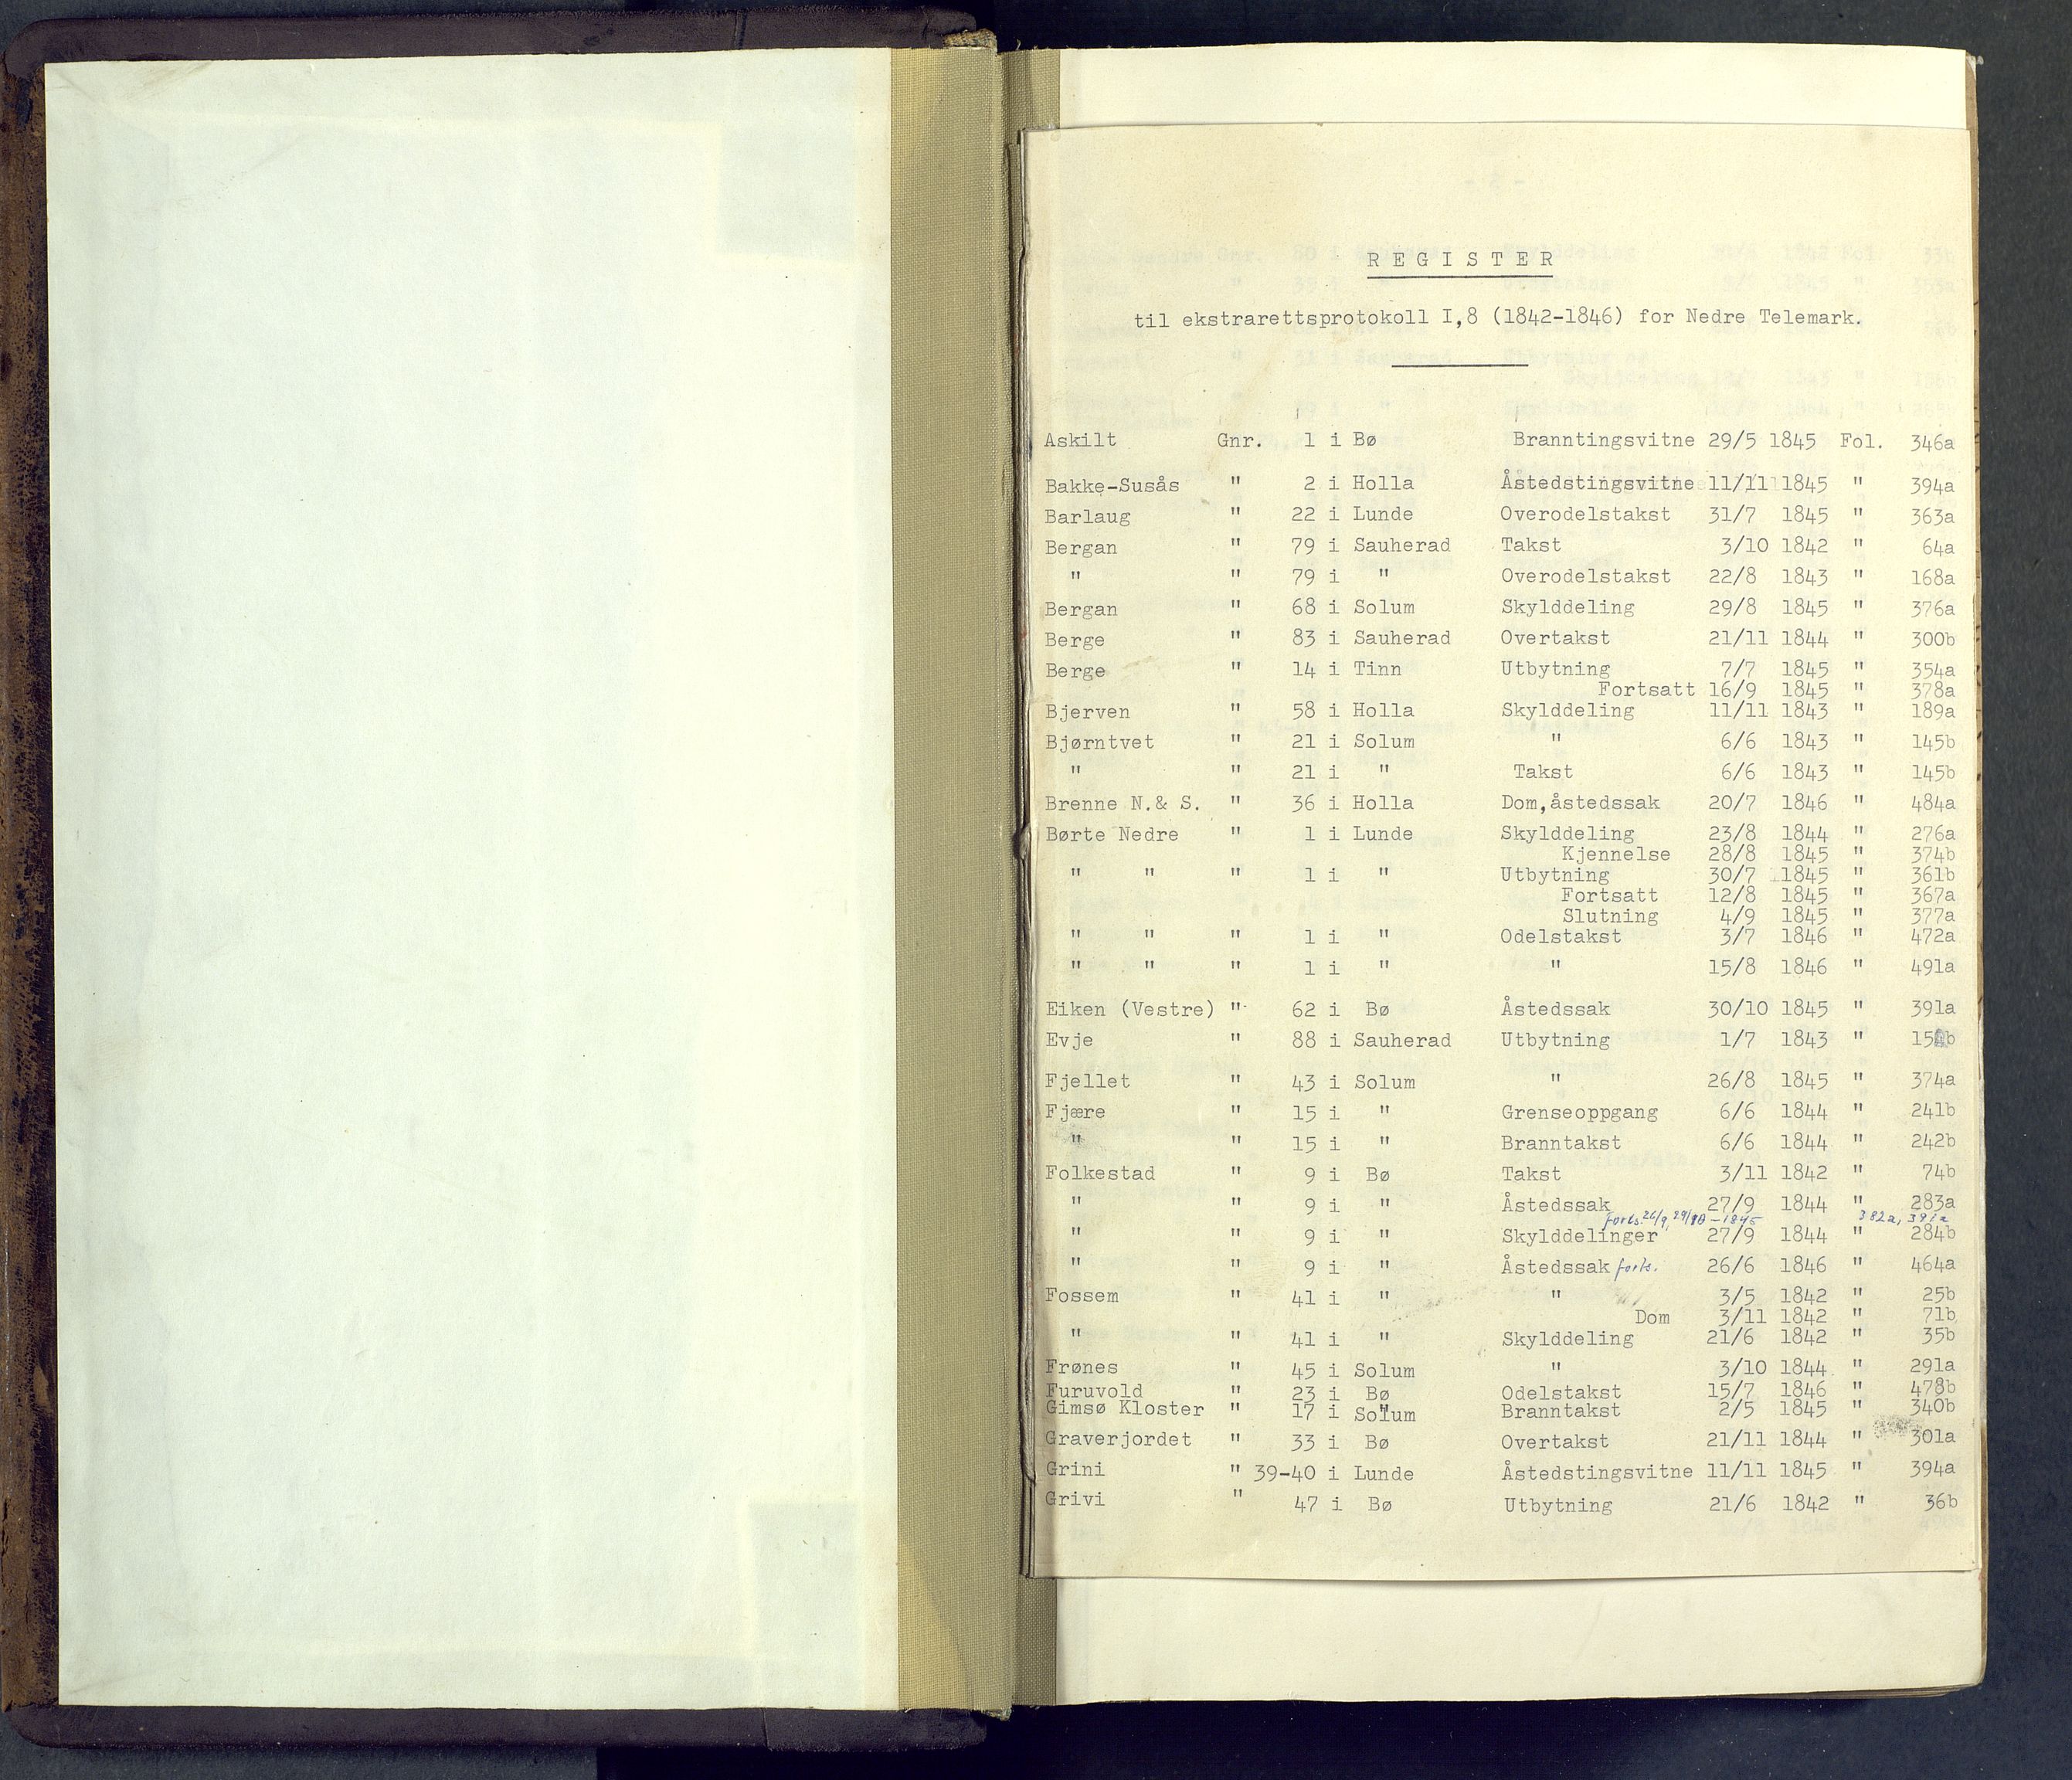 REGISTER
til ekstrarettsprotokoll I,8 (1842-1846) for Nedre Telemark.
Askilt Gnr. 1 i Bø Branntingsvitne 29/5 1845 Fol. 346a
Bakke-Susås " 2 i Holla Åstedstingsvitne 11/11 1845 " 394a
Barlaug " 22 i Lunde Overodelstakst 31/7 1845 " 363a
Bergan " 79 i Sauherad Takst 3/10 1842 " 64a
" " 79 i " Overodelstakst 22/8 1843 " 168a
Bergan " 68 i Solum Skylddeling 29/8 1845 " 376a
Berge " 83 i Sauherad Overtakst 21/11 1844 " 300b
Berge " 14 i Tinn Utbytning 7/7 1845 " 354a
Fortsatt 16/9 1845 " 378a
Bjerven " 58 i Holla Skylddeling 11/11 1843 " 189a
Bjørntvet " 21 i Solum " 6/6 1843 " 145b
" " 21 i " Takst 6/6 1843 " 145b
Brenne N.& S. " 36 i Holla Dom,åstedssak 20/7 1846 " 484a
Børte Nedre " 1 i Lunde Skylddeling 23/8 1844 " 276a
Kjennelse 28/8 1845 " 374b
" " " 1 i " Utbytning 30/7 1845 " 361b
Fortsatt 12/8 1845 " 367a
Slutning 4/9 1845 " 377a
" " " 1 i " Odelstakst 3/7 1846 " 472a
" " " 1 i " " 15/8 1846 " 491a
Eiken (Vestre) " 62 i Bø Åstedssak 30/10 1845 " 391a
Evje " 88 i Sauherad Utbytning 1/7 1843 "
Fjellet " 43 i Solum " 26/8 1845 " 374a
Fjære " 15 i " Grenseoppgang 6/6 1844 " 241b
" " 15 i " Branntakst 6/6 1844 " 242b
Folkestad " 9 i Bø Takst 3/11 1842 " 74b
" " 9 i " Åstedssak 27/9 1844 " 283a
forts. 26/9, 29/10 - 1845 382a, 391a
" " 9 i " Skylddelinger 27/9 1844 " 284b
" " 9 i " Åstedssak forts. 26/6 1846 " 464a
Fossem " 41 i " " 3/5 1842 " 25b
Dom 3/11 1842 " 71b
" " 41 i " Skylddeling 21/6 1842 " 35b
Frønes " 45 i Solum " 3/10 1844 " 291a
Furuvold " 23 i Bø Odelstakst 15/7 1846 " 478b
Gimsø Kloster " 17 i Solum Branntakst 2/5 1845 " 340b
Graverjordet " 33 i Bø Overtakst 21/11 1844 " 301a
Grini " 39-40 i Lunde Åstedstingsvitne 11/11 1845 " 394a
Grivi " 47 i Bø Utbytning 21/6 1842 " 36b